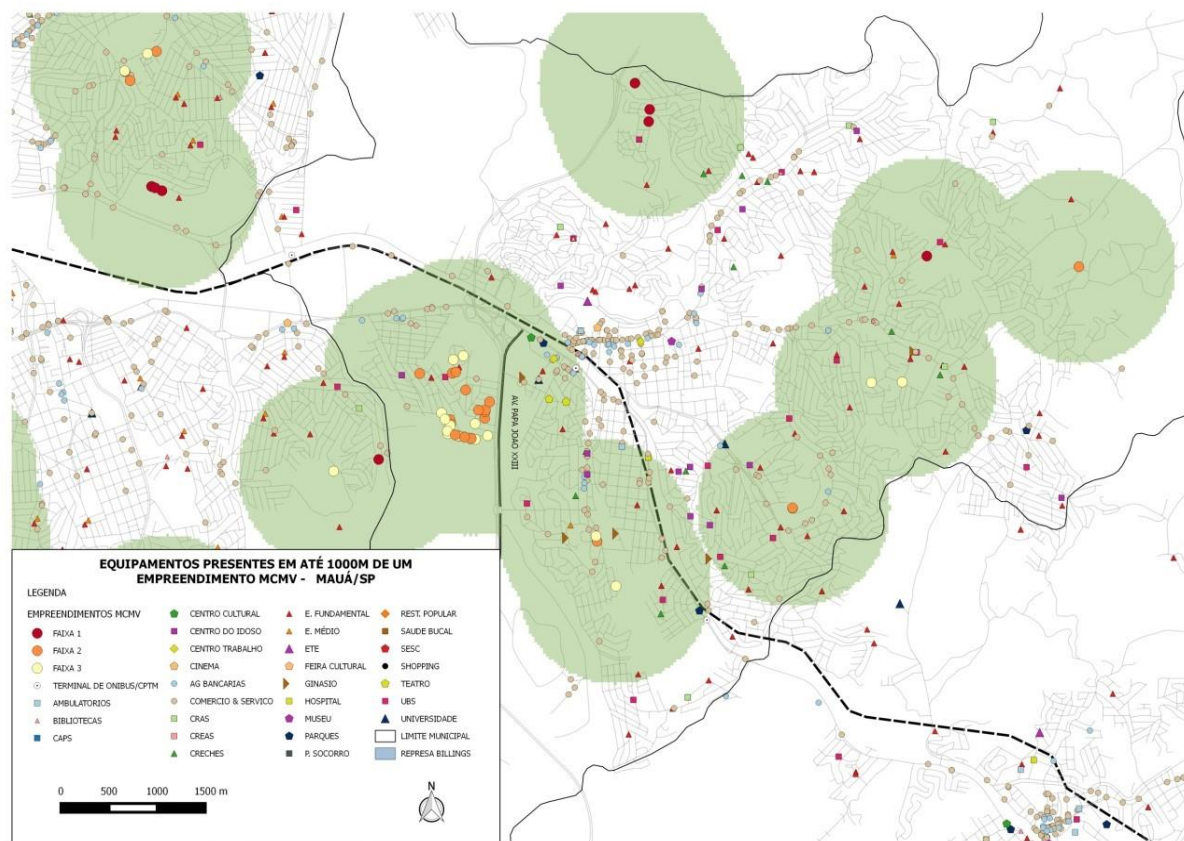 AV. PAPA JOAO XXIII
EQUIPAMENTOS PRESENTES EM ATÉ 1000M DE UM
EMPREENDIMENTO MCMV - MAUÁ/SP
LEGENDA
EMPREENDIMENTOS MCMV
FAIXA 1
FAIXA 2
FAIXA 3
TERMINAL DE ONIBUS/CPTM
AMBULATORIOS
BIBLIOTECAS
CAPS
CENTRO CULTURAL
CENTRO DO IDOSO
CENTRO TRABALHO
CINEMA
AG BANCARIAS
COMERCIO & SERVICO
CRAS
CREAS
CRECHES
E. FUNDAMENTAL
E. MÉDIO
ETE
FEIRA CULTURAL
GINASIO
HOSPITAL
MUSEU
PARQUES
P. SOCORRO
REST. POPULAR
SAUDE BUCAL
SESC
SHOPPING
TEATRO
UBS
UNIVERSIDADE
LIMITE MUNICIPAL
REPRESA BILLINGS
0 500 1000 1500 m
N